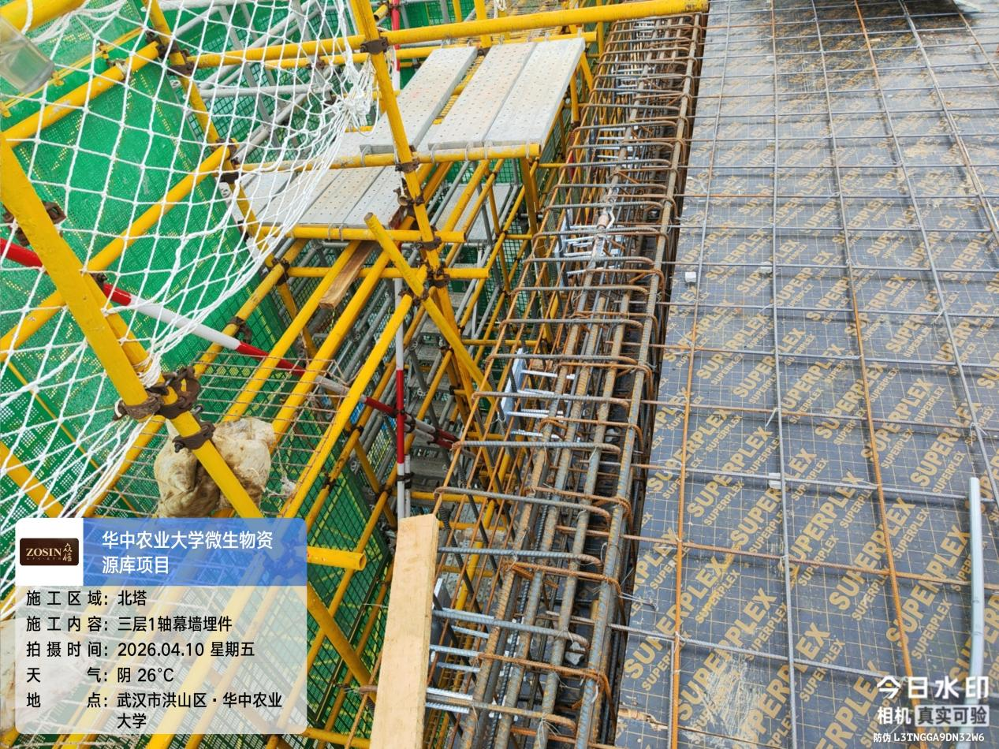 SUPERPLEX
ZOSIN 众信
华中农业大学微生物资
源库项目
施工区域：北塔
施工内容：三层1轴幕墙埋件
拍摄时间：2026.04.10 星期五
天气：阴 26°C
地点：武汉市洪山区·华中农业
大学
今日水印
相机 真实可验
防伪 L3TNGGA9DN32W6